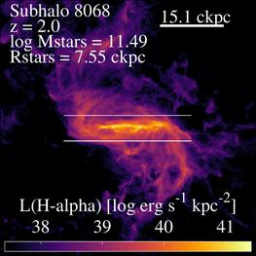 Subhalo 8068
z = 2.0
log Mstars = 11.49
Rstars = 7.55 ckpc
15.1 ckpc
L(H-alpha) [log erg s⁻¹ kpc⁻²]
38 39 40 41